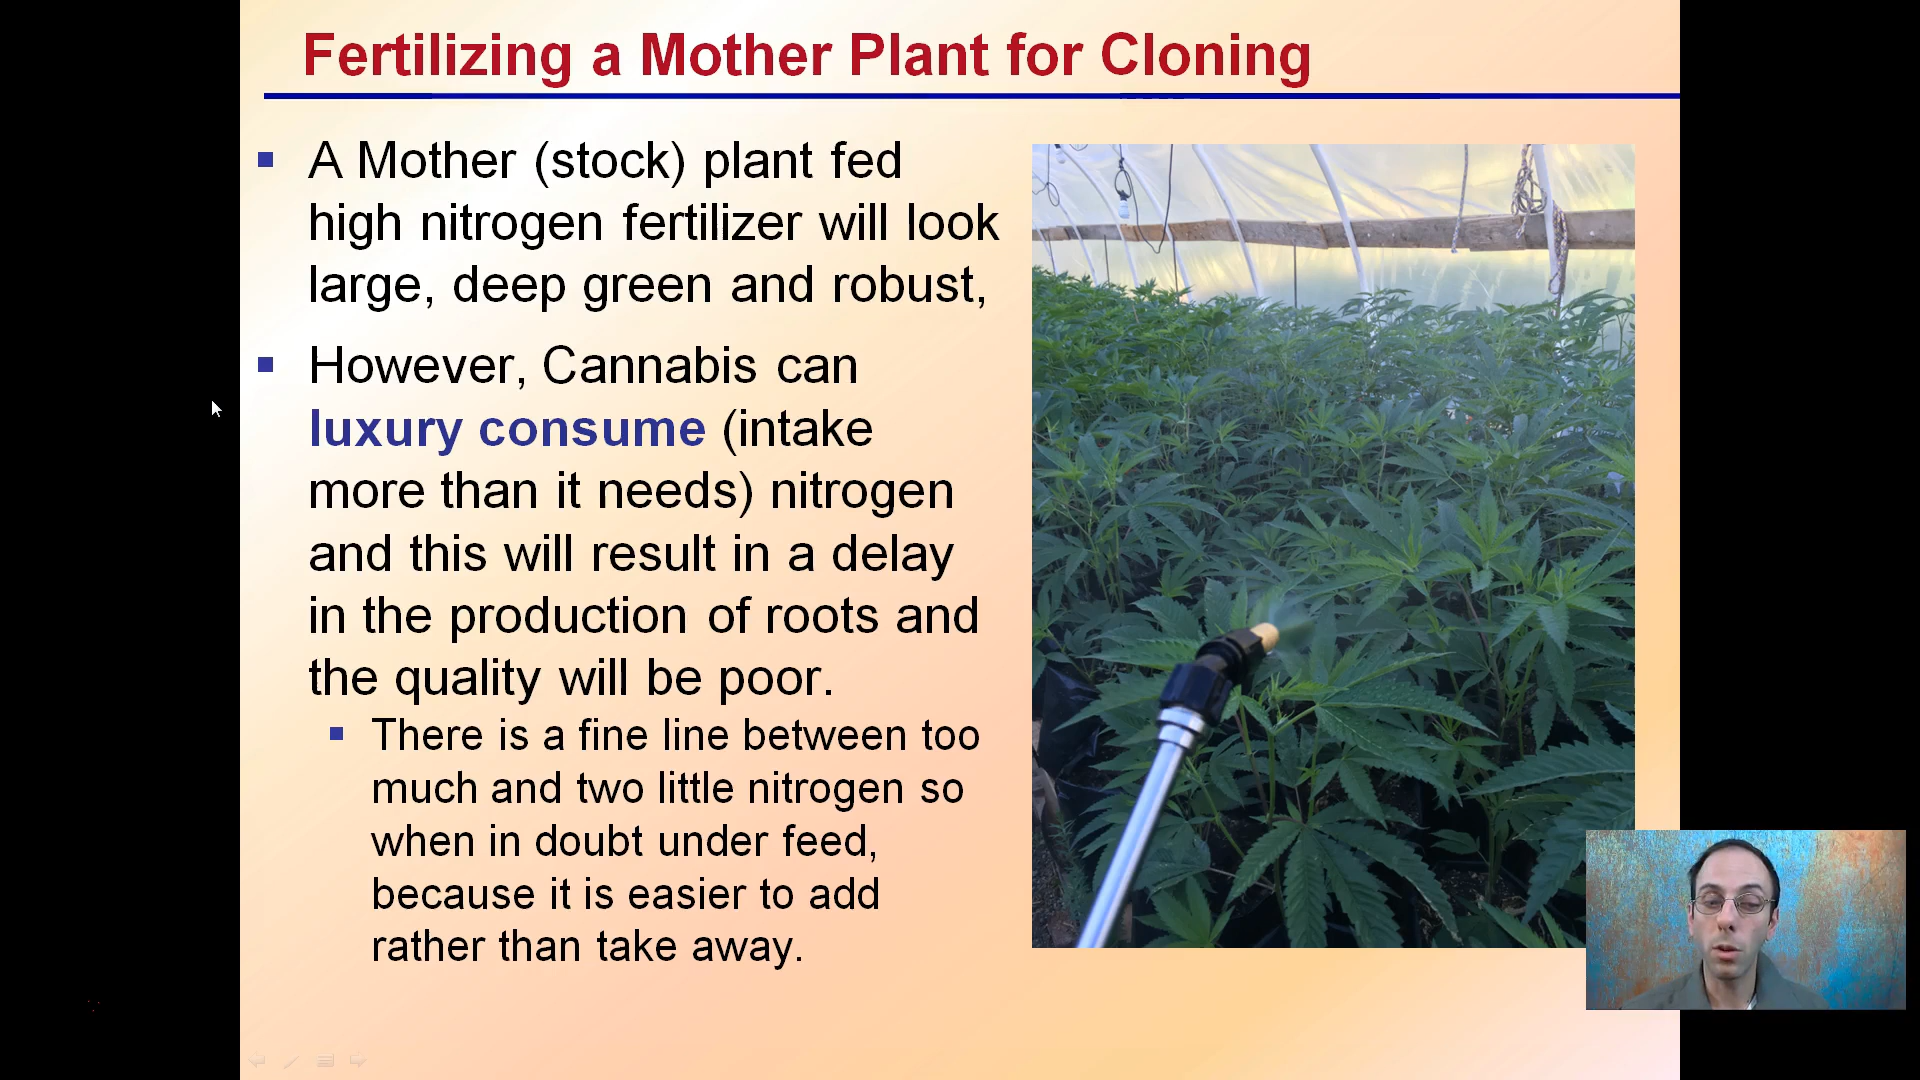 Fertilizing a Mother Plant for Cloning
A Mother (stock) plant fed
high nitrogen fertilizer will look
large, deep green and robust,
However, Cannabis can
luxury consume (intake
more than it needs) nitrogen
and this will result in a delay
in the production of roots and
the quality will be poor.
There is a fine line between too
much and two little nitrogen so
when in doubt under feed,
because it is easier to add
rather than take away.